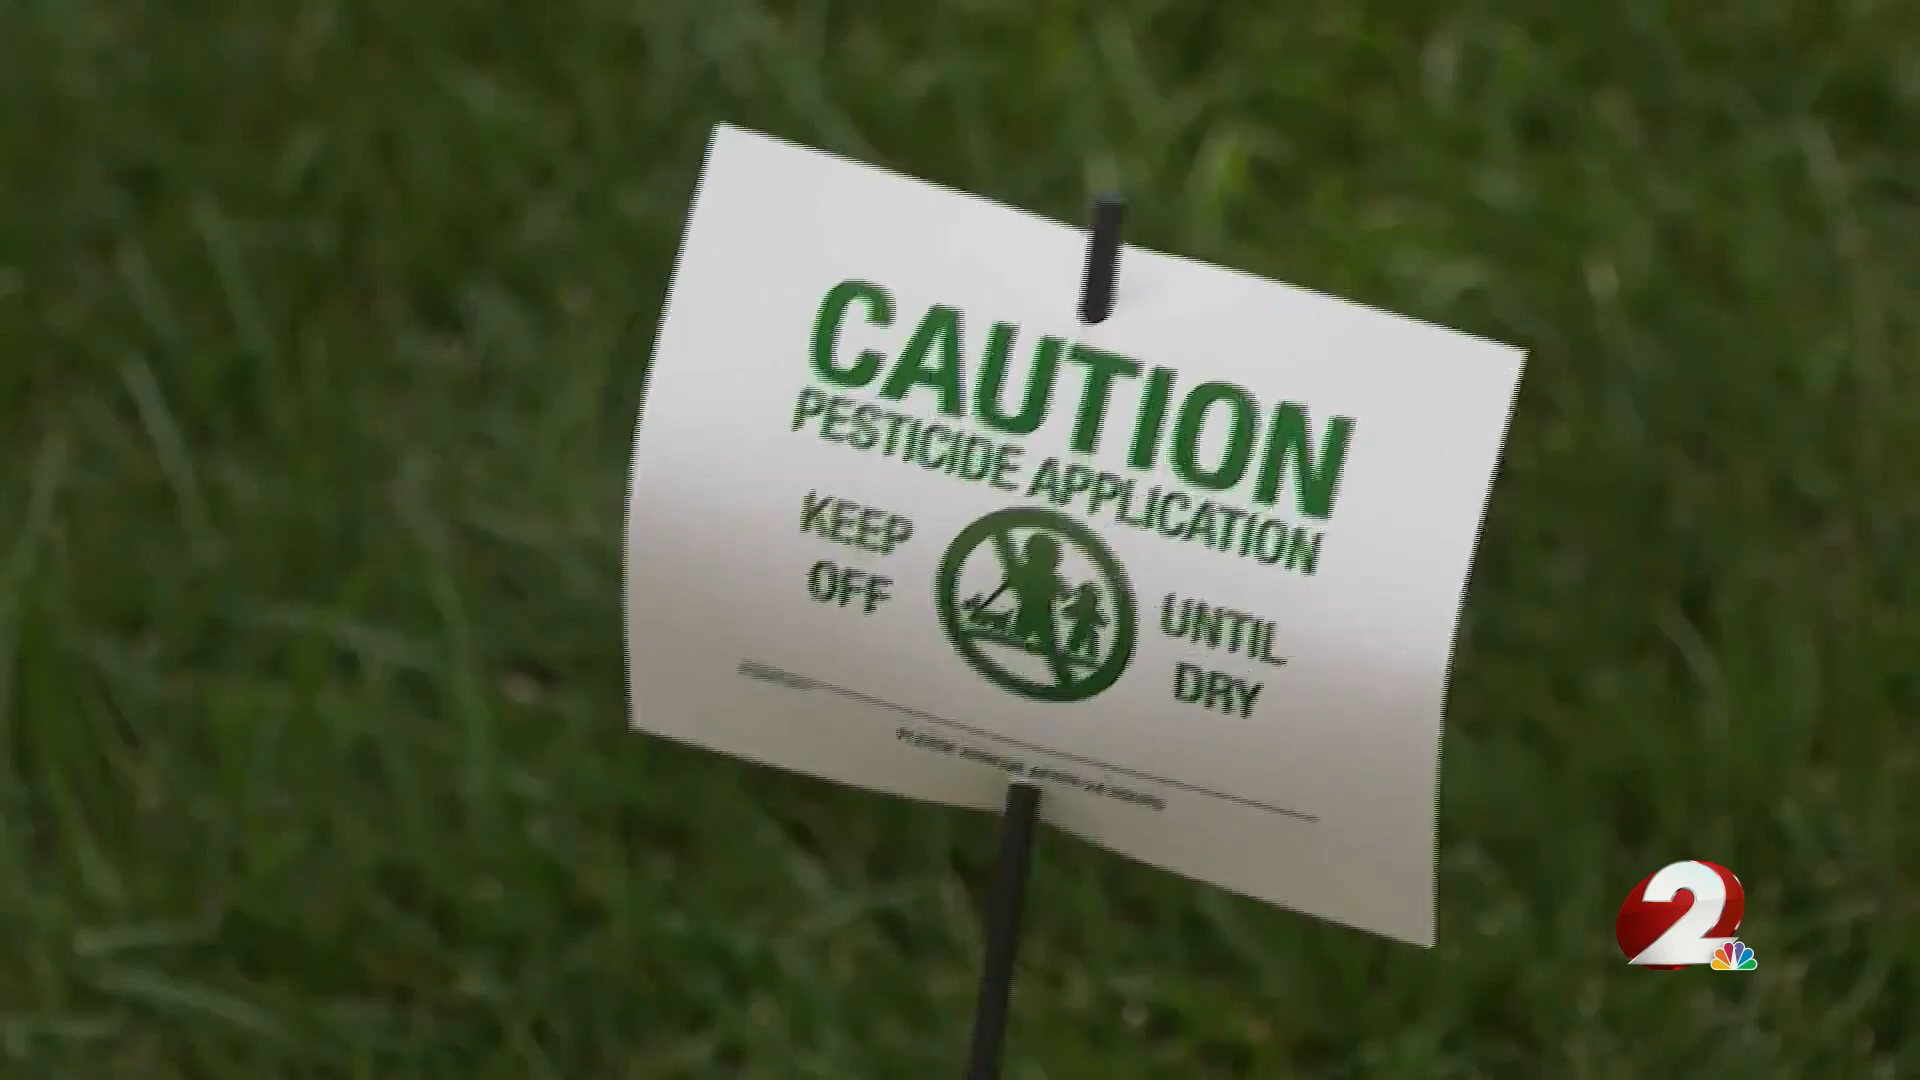 CAUTION
PESTICIDE APPLICATION
KEEP
OFF
UNTIL
DRY
2